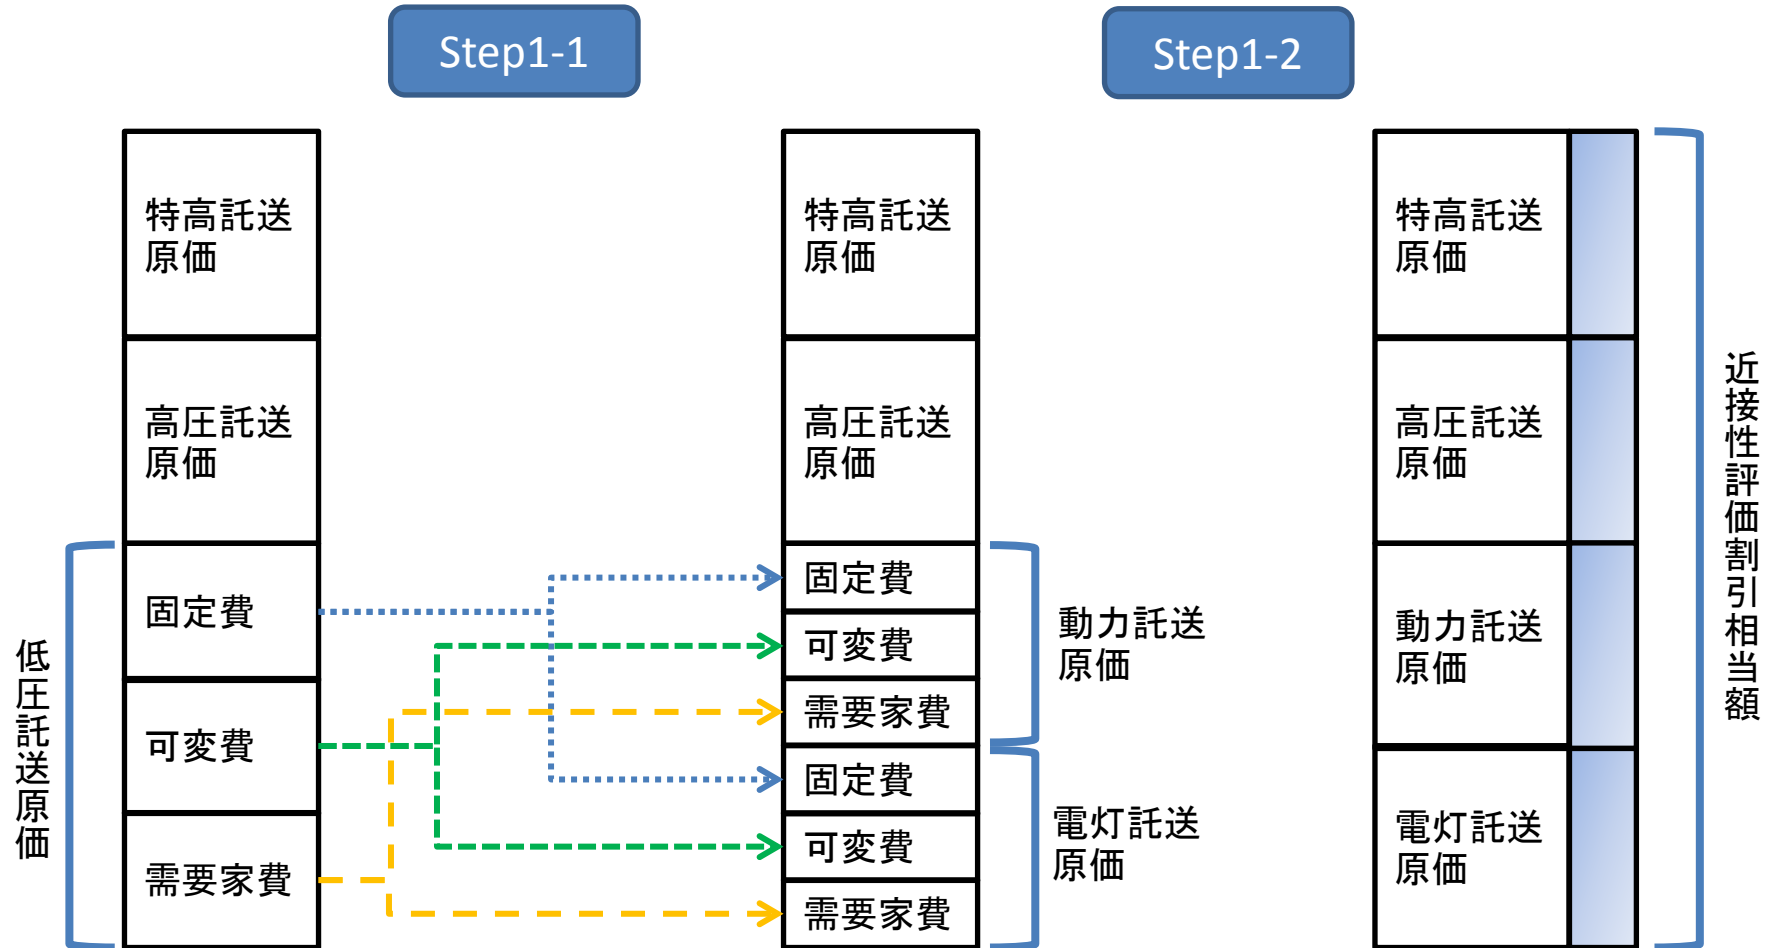 Step1-1
Step1-2
特高託送
原価
高圧託送
原価
固定費
可変費
需要家費
低圧託送原価
特高託送
原価
高圧託送
原価
固定費
可変費
需要家費
固定費
可変費
需要家費
動力託送
原価
電灯託送
原価
特高託送
原価
高圧託送
原価
動力託送
原価
電灯託送
原価
近接性評価割引相当額